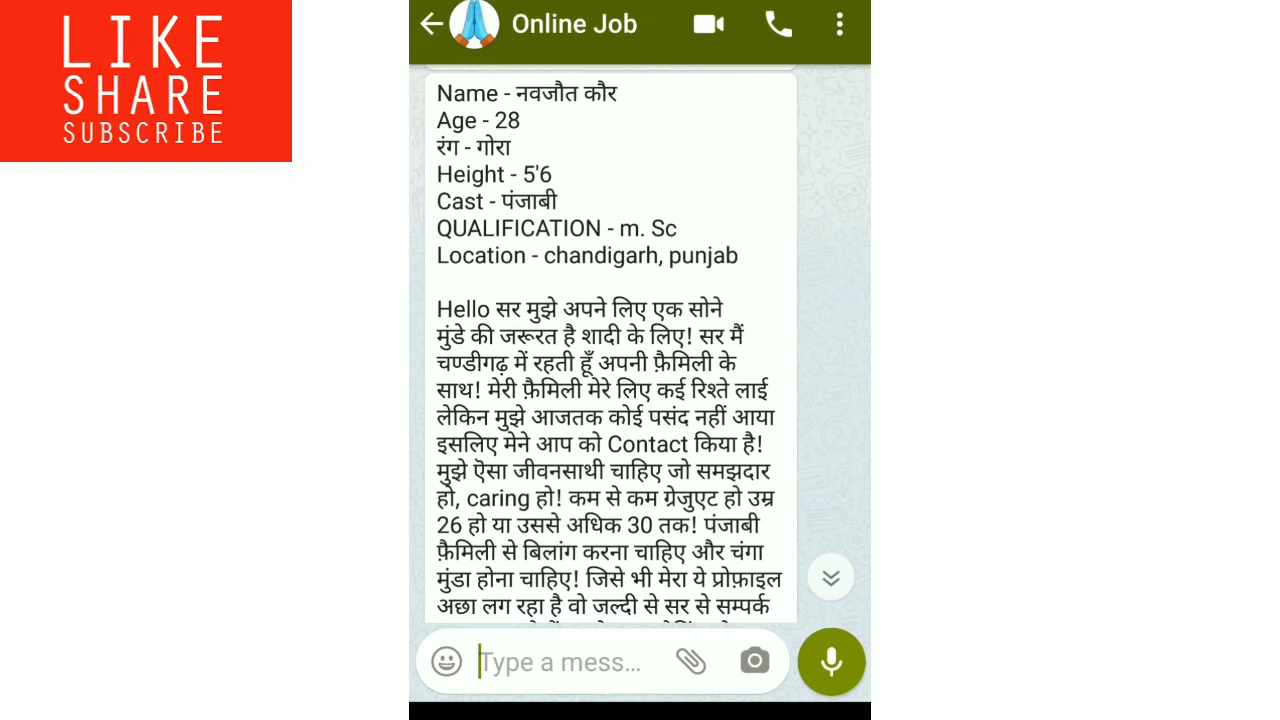 LIKE
SHARE
SUBSCRIBE
Online Job
Name - नवजौत कौर
Age - 28
रंग - गोरा
Height - 5'6
Cast - पंजाबी
QUALIFICATION - m. Sc
Location - chandigarh, punjab
Hello सर मुझे अपने लिए एक सोने
मुंडे की जरूरत है शादी के लिए! सर मैं
चण्डीगढ़ में रहती हूँ अपनी फ़ैमिली के
साथ! मेरी फ़ैमिली मेरे लिए कई रिश्ते लाई
लेकिन मुझे आजतक कोई पसंद नहीं आया
इसलिए मेने आप को Contact किया है!
मुझे ऎसा जीवनसाथी चाहिए जो समझदार
हो, caring हो! कम से कम ग्रेजुएट हो उम्र
26 हो या उससे अधिक 30 तक! पंजाबी
फ़ैमिली से बिलांग करना चाहिए और चंगा
मुंडा होना चाहिए! जिसे भी मेरा ये प्रोफ़ाइल
अछा लग रहा है वो जल्दी से सर से सम्पर्क
Type a mess...